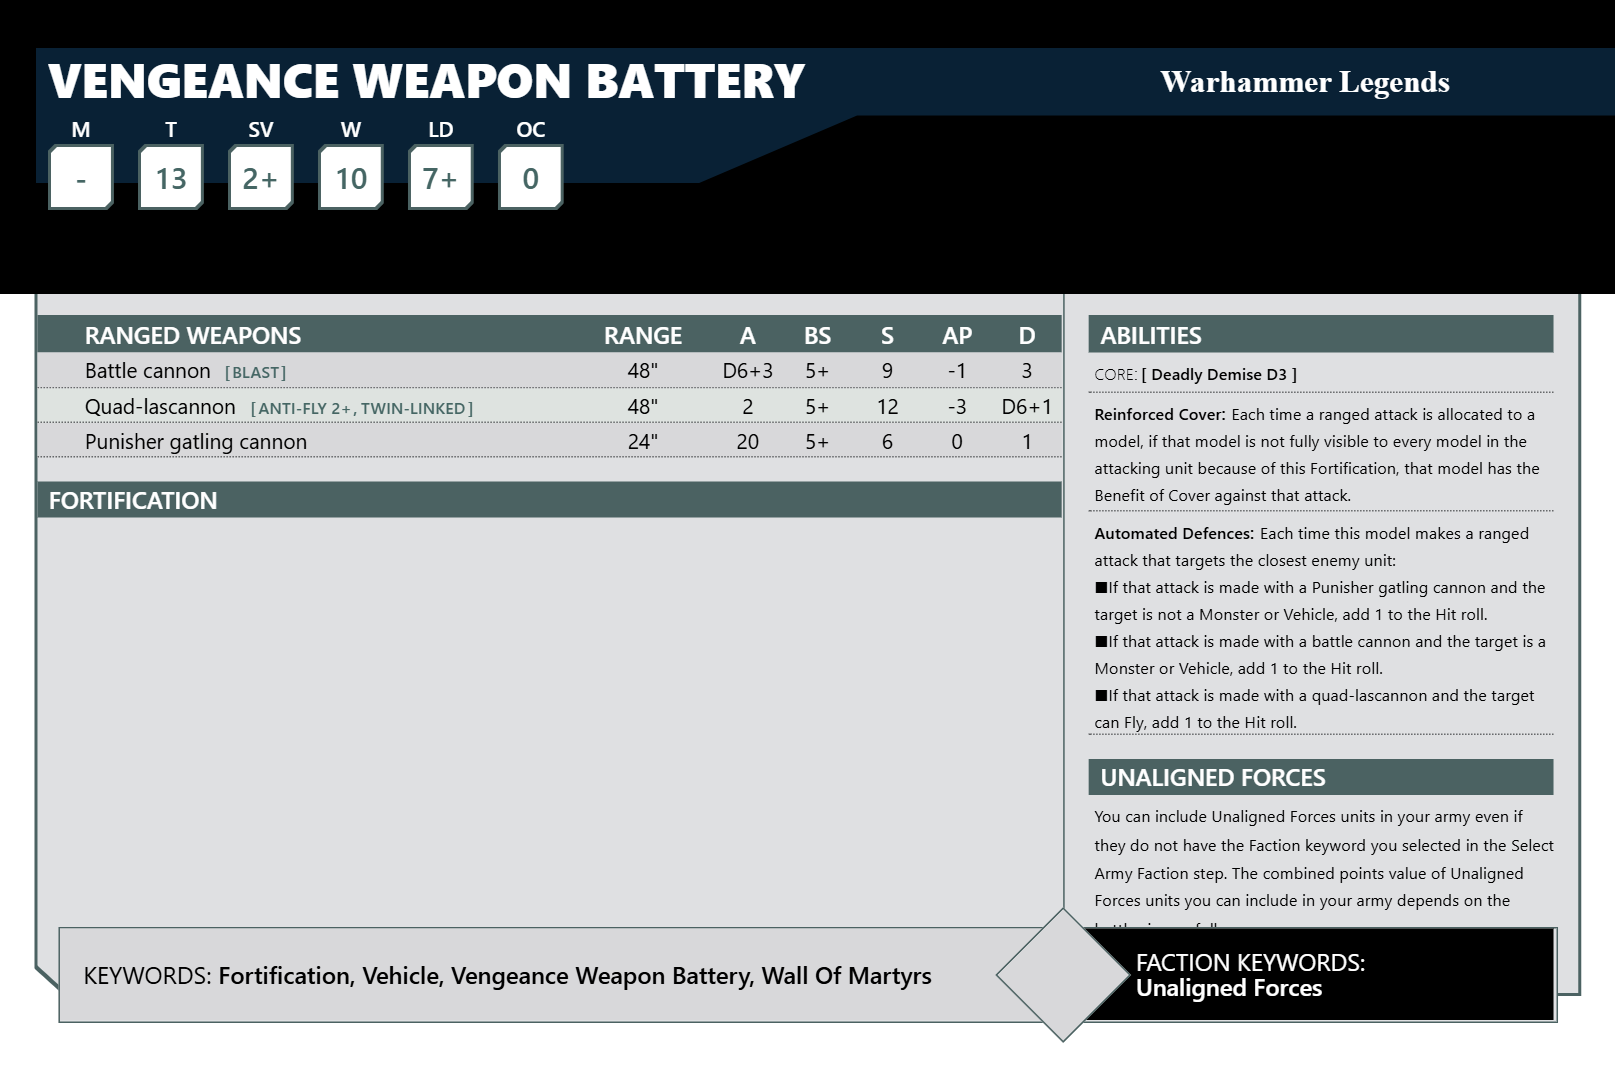 VENGEANCE WEAPON BATTERY
Warhammer Legends
M T SV W LD OC
- 13 2+ 10 7+ 0
RANGED WEAPONS RANGE A BS S AP D
Battle cannon [BLAST] 48" D6+3 5+ 9 -1 3
Quad-lascannon [ANTI-FLY 2+, TWIN-LINKED] 48" 2 5+ 12 -3 D6+1
Punisher gatling cannon 24" 20 5+ 6 0 1
FORTIFICATION
ABILITIES
CORE: [ Deadly Demise D3 ]
Reinforced Cover: Each time a ranged attack is allocated to a
model, if that model is not fully visible to every model in the
attacking unit because of this Fortification, that model has the
Benefit of Cover against that attack.
Automated Defences: Each time this model makes a ranged
attack that targets the closest enemy unit:
■If that attack is made with a Punisher gatling cannon and the
target is not a Monster or Vehicle, add 1 to the Hit roll.
■If that attack is made with a battle cannon and the target is a
Monster or Vehicle, add 1 to the Hit roll.
■If that attack is made with a quad-lascannon and the target
can Fly, add 1 to the Hit roll.
UNALIGNED FORCES
You can include Unaligned Forces units in your army even if
they do not have the Faction keyword you selected in the Select
Army Faction step. The combined points value of Unaligned
Forces units you can include in your army depends on the
KEYWORDS: Fortification, Vehicle, Vengeance Weapon Battery, Wall Of Martyrs
FACTION KEYWORDS:
Unaligned Forces